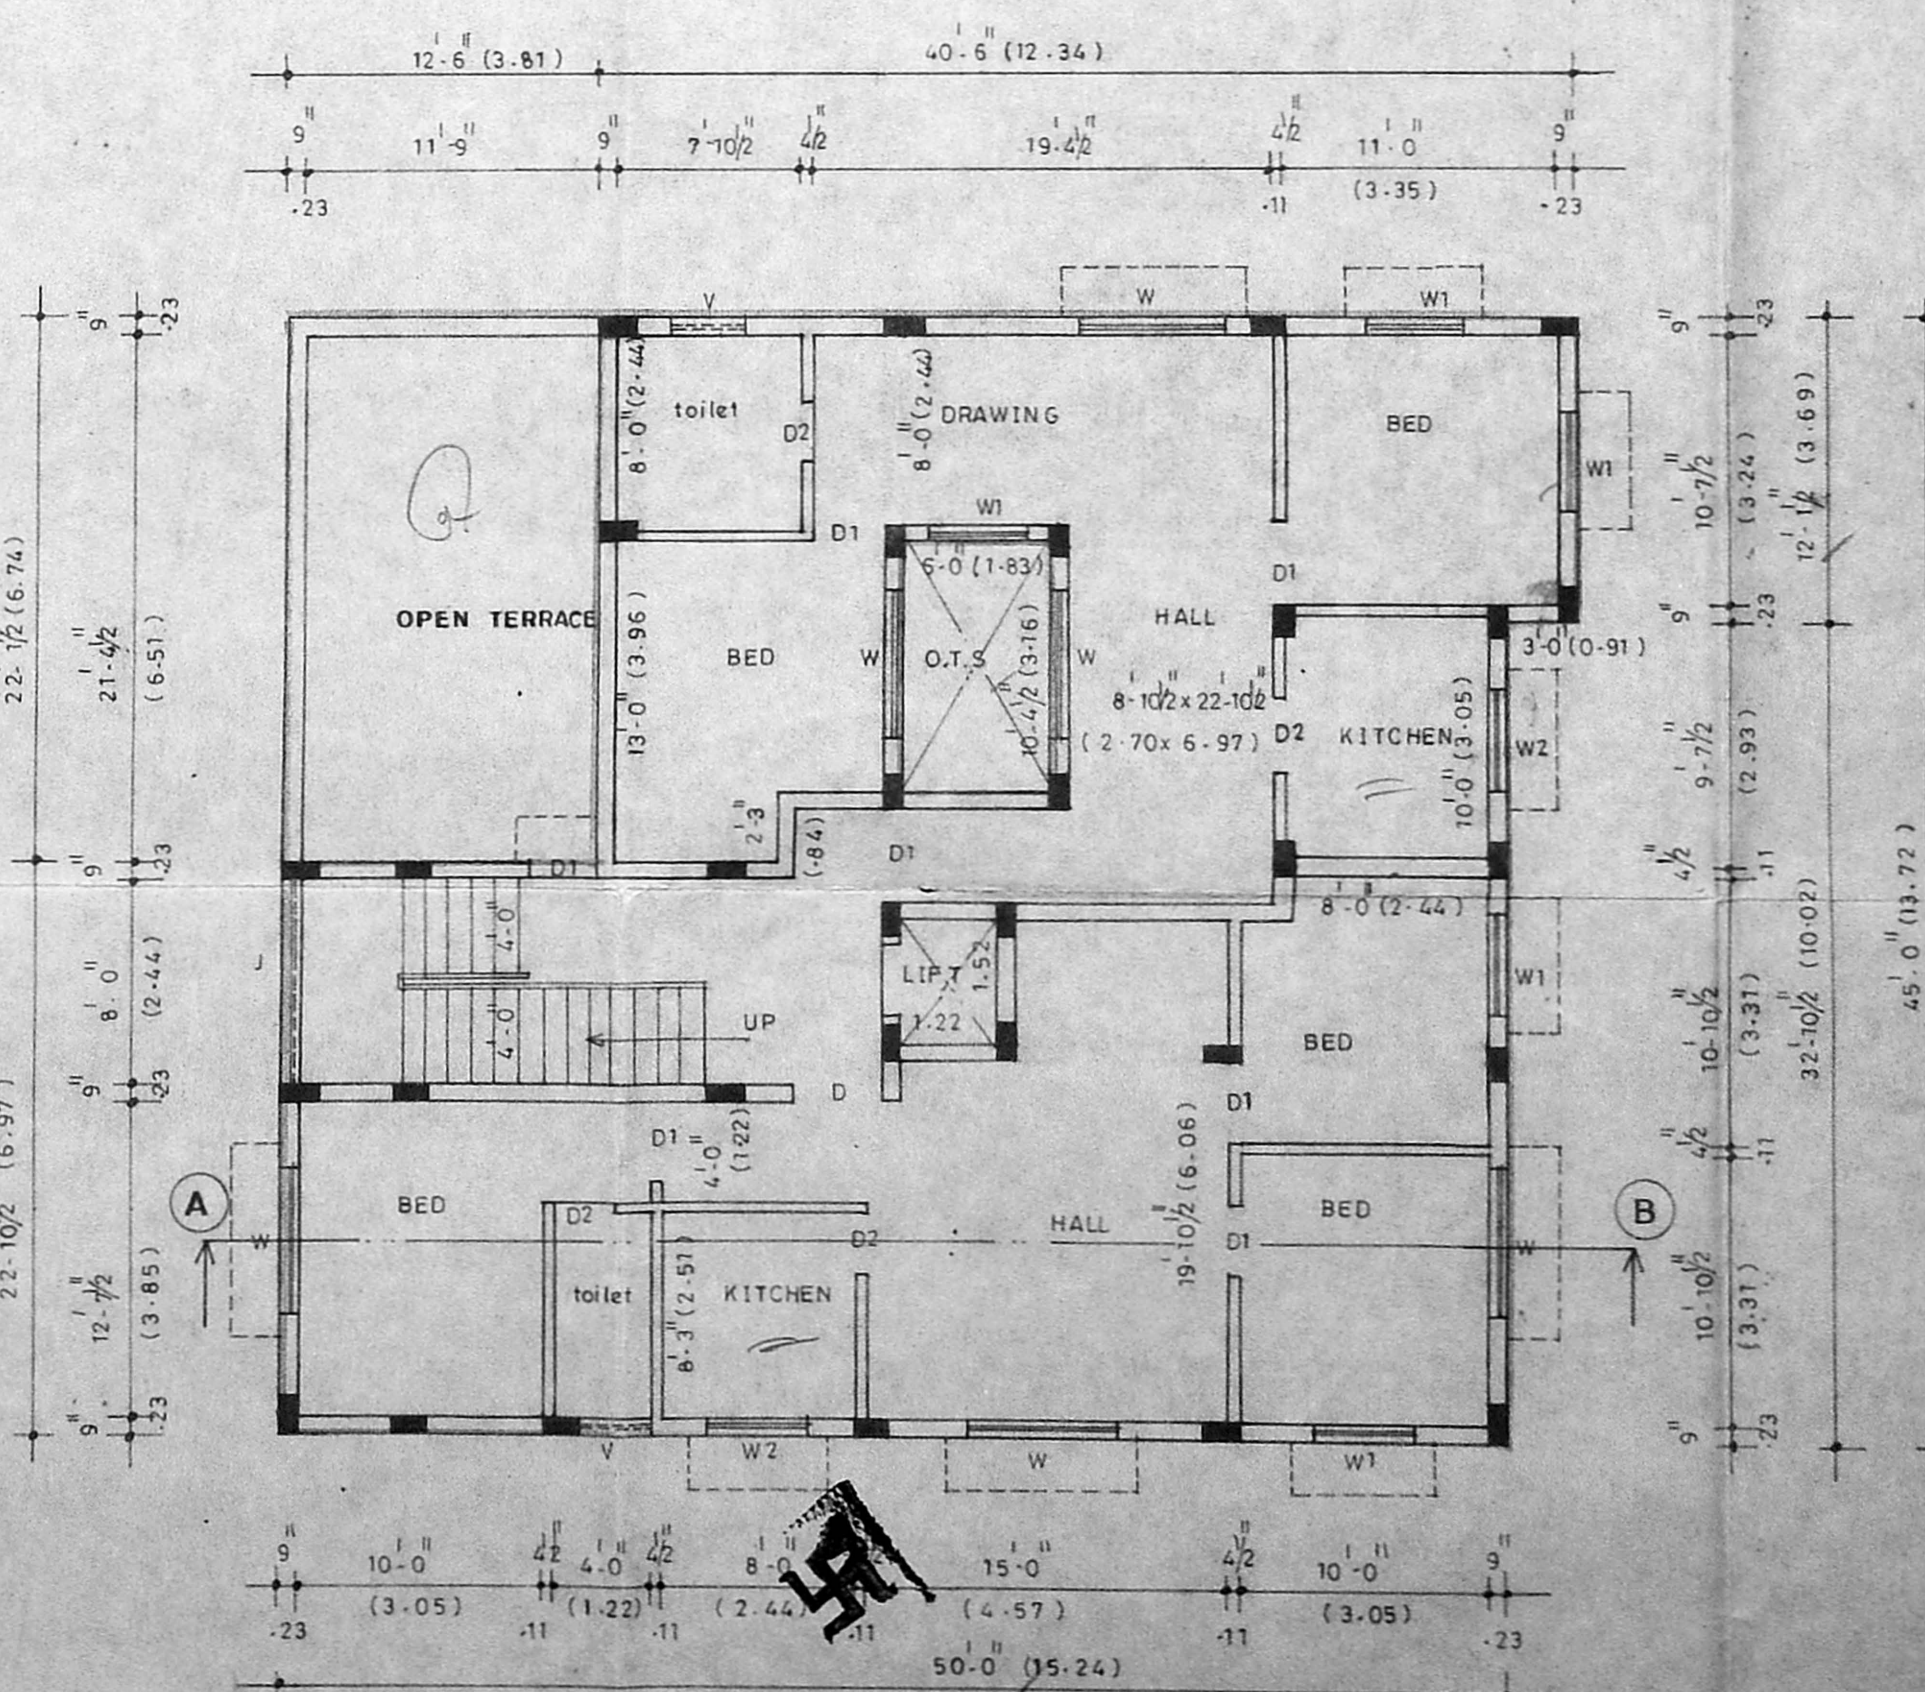 12'-6" (3.81)
40'-6" (12.34)
9"
11'-9"
9"
7'-10½"
4½"
19'-4½"
4½"
11'-0"
9"
.23
.11
(3.35)
.23
V
W
W1
9"
.23
9"
.23
8'-0" (2.44)
toilet
D2
8'-0" (2.44)
DRAWING
BED
W1
10'-7½"
(3.24)
12'-1½" (3.69)
W1
D1
6'-0" (1.83)
D1
22'-1½ (6.74)
21'-4½"
(6.51)
OPEN TERRACE
13'-0" (3.96)
BED
W
O.T.S
10'-4½" (3.16)
W
HALL
8'-10½" x 22'-10½"
(2.70 x 6.97)
D2
KITCHEN
10'-0" (3.05)
3'-0" (0.91)
9"
.23
W2
9'-7½"
(2.93)
2'-3"
(.84)
D1
D1
9"
.23
4½"
.11
8'-0" (2.44)
45'-0" (13.72)
4'-0"
LIFT
1.52
1.22
8'-0"
(2.44)
4'-0"
UP
BED
W1
10'-10½"
(3.31)
32'-10½" (10.02)
9"
.23
D
D1
D1
4'-0"
(1.22)
4½"
.11
22'-10½ (6.97)
A
W
BED
D2
D2
HALL
19'-10½" (6.06)
D1
BED
W
B
12'-7½"
(3.85)
toilet
8'-3" (2.51)
KITCHEN
10'-10½"
(3.31)
9"
.23
V
W2
W
W1
9"
.23
9"
10'-0"
4½"
4'-0"
4½"
8'-0"
15'-0"
4½"
10'-0"
9"
(3.05)
(1.22)
(2.44)
(4.57)
(3.05)
.23
.11
.11
.11
.11
.23
50'-0" (15.24)